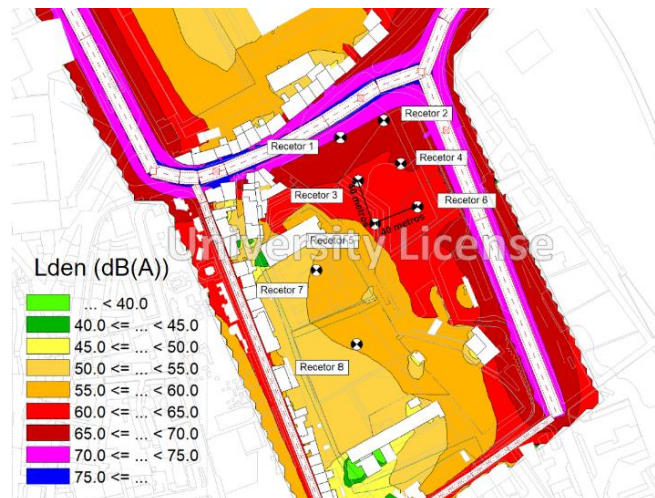 Recetor 2
Recetor 1
Recetor 4
Recetor 3
40 metros
Recetor 6
40 metros
University License
Recetor 5
Lden (dB(A))
Recetor 7
... < 40.0
40.0 <= ... < 45.0
45.0 <= ... < 50.0
50.0 <= ... < 55.0
55.0 <= ... < 60.0
60.0 <= ... < 65.0
65.0 <= ... < 70.0
70.0 <= ... < 75.0
75.0 <= ...
Recetor 8